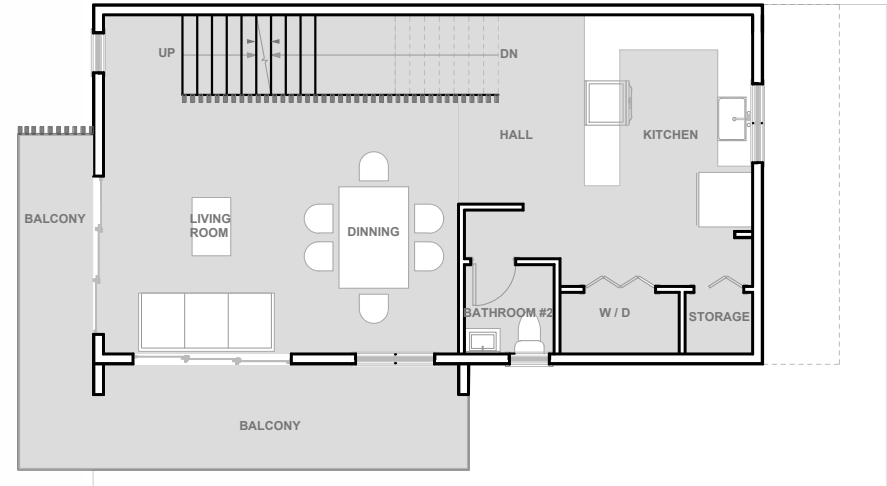 UP
DN
HALL
KITCHEN
BALCONY
LIVING
ROOM
DINNING
BATHROOM #2
W / D
STORAGE
BALCONY